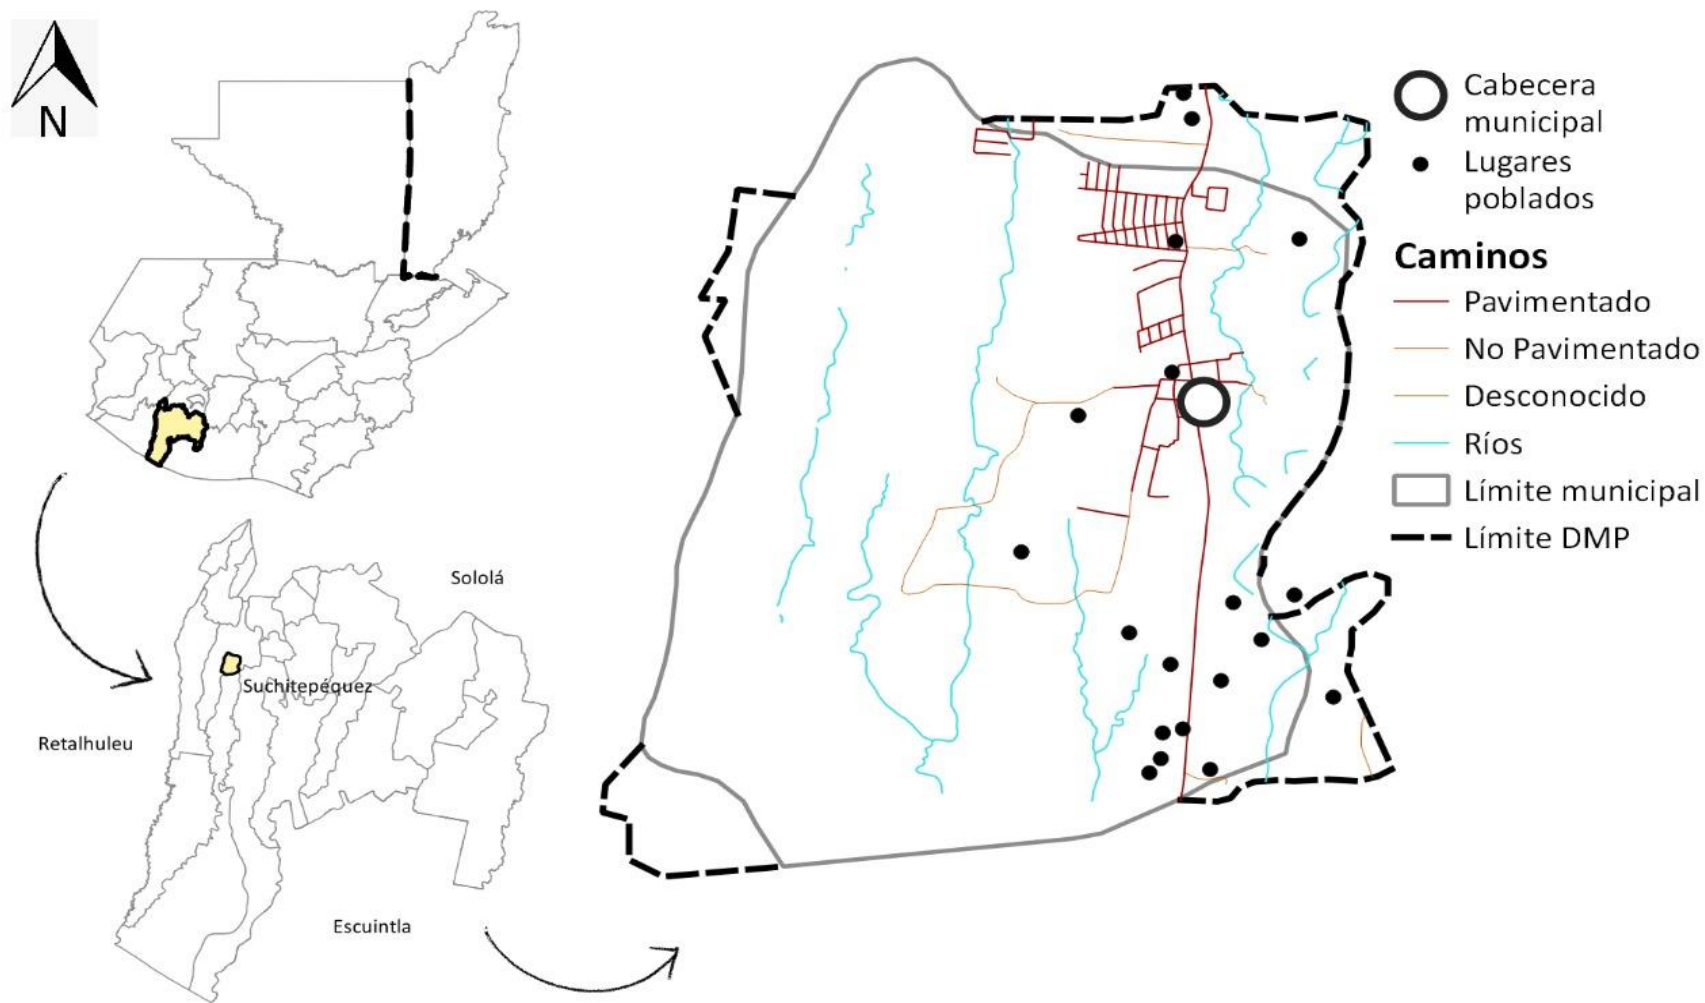 N
Sololá
Suchitepéquez
Retalhuleu
Escuintla
Cabecera
municipal
Lugares
poblados
Caminos
Pavimentado
No Pavimentado
Desconocido
Ríos
Límite municipal
Límite DMP